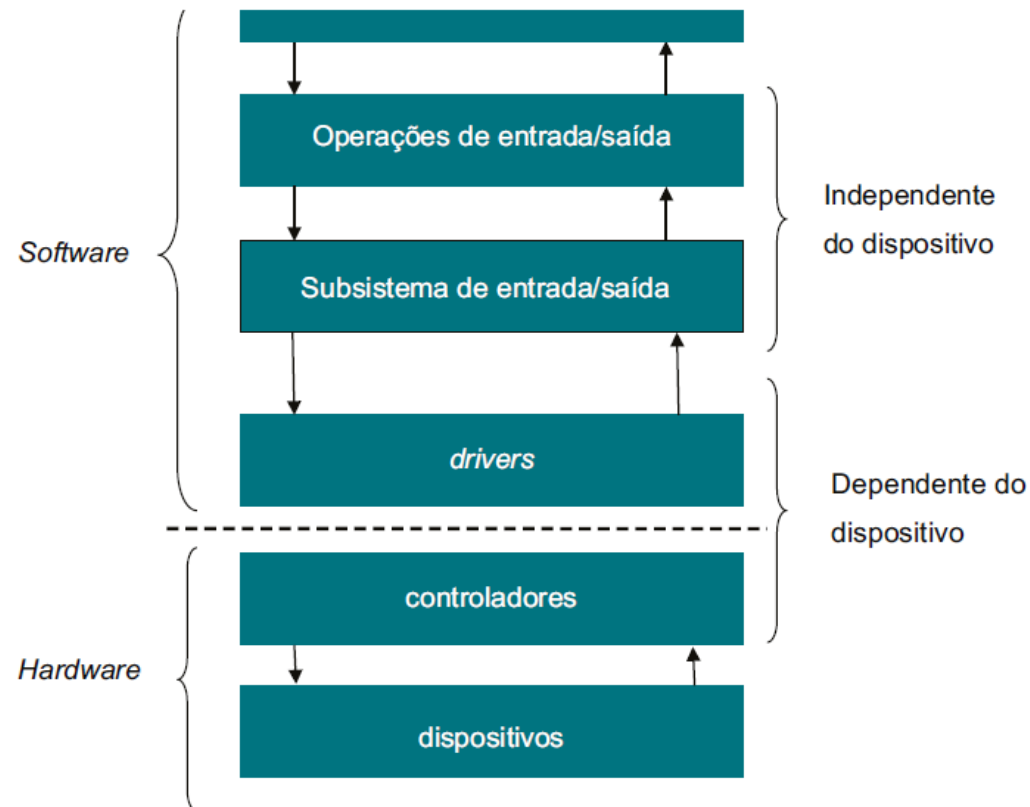 Operações de entrada/saída
Independente
do dispositivo
Software
Subsistema de entrada/saída
drivers
Dependente do
dispositivo
controladores
Hardware
dispositivos